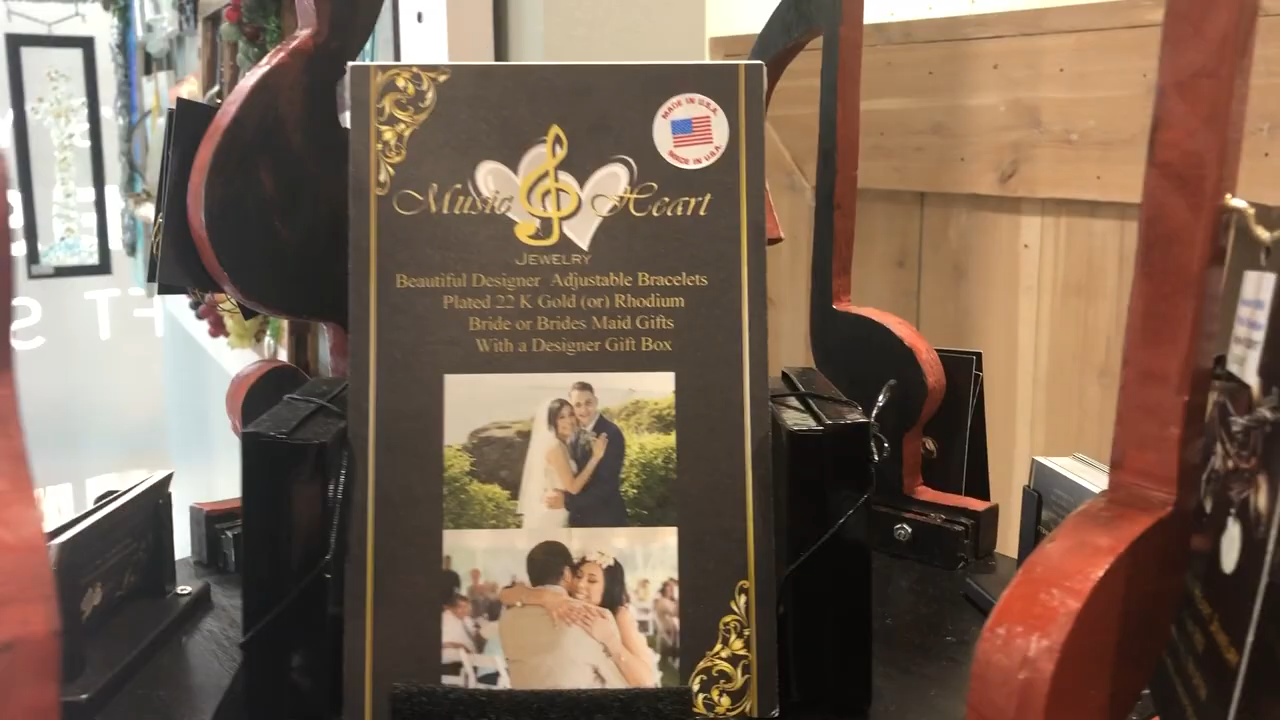 MADE IN U.S.A.
MADE IN U.S.A.
Music Heart
JEWELRY
Beautiful Designer Adjustable Bracelets
Plated 22 K Gold (or) Rhodium
Bride or Brides Maid Gifts
With a Designer Gift Box